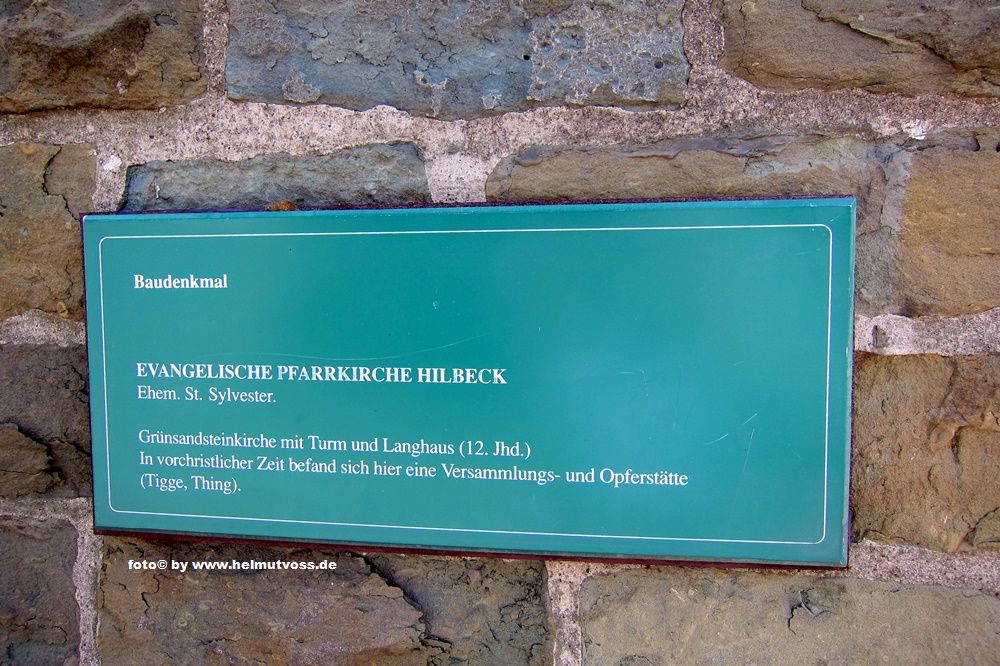 Baudenkmal
EVANGELISCHE PFARRKIRCHE HILBECK
Ehem. St. Sylvester.
Grünsandsteinkirche mit Turm und Langhaus (12. Jhd.)
In vorchristlicher Zeit befand sich hier eine Versammlungs- und Opferstätte
(Tigge, Thing).
foto© by www.helmutvoss.de